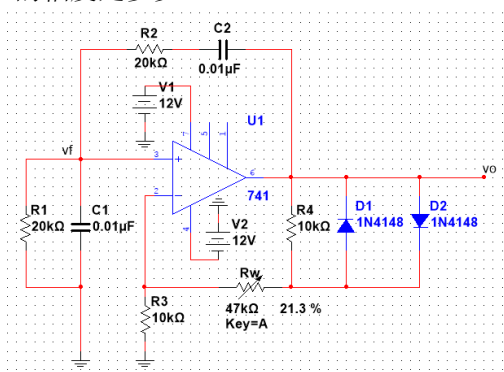 C2
R2
20kΩ
0.01µF
V1
12V
U1
vf
7
5
1
3
6
vo
2
741
4
R1
20kΩ
C1
0.01µF
V2
12V
R4
10kΩ
D1
1N4148
D2
1N4148
Rw
47kΩ
21.3 %
Key=A
R3
10kΩ